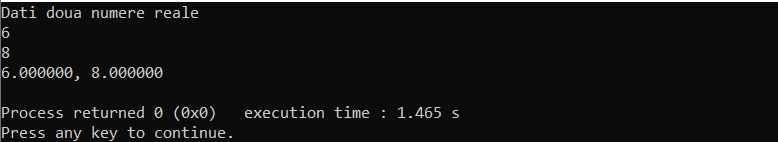 Dati doua numere reale
6
8
6.000000, 8.000000
Process returned 0 (0x0)   execution time : 1.465 s
Press any key to continue.